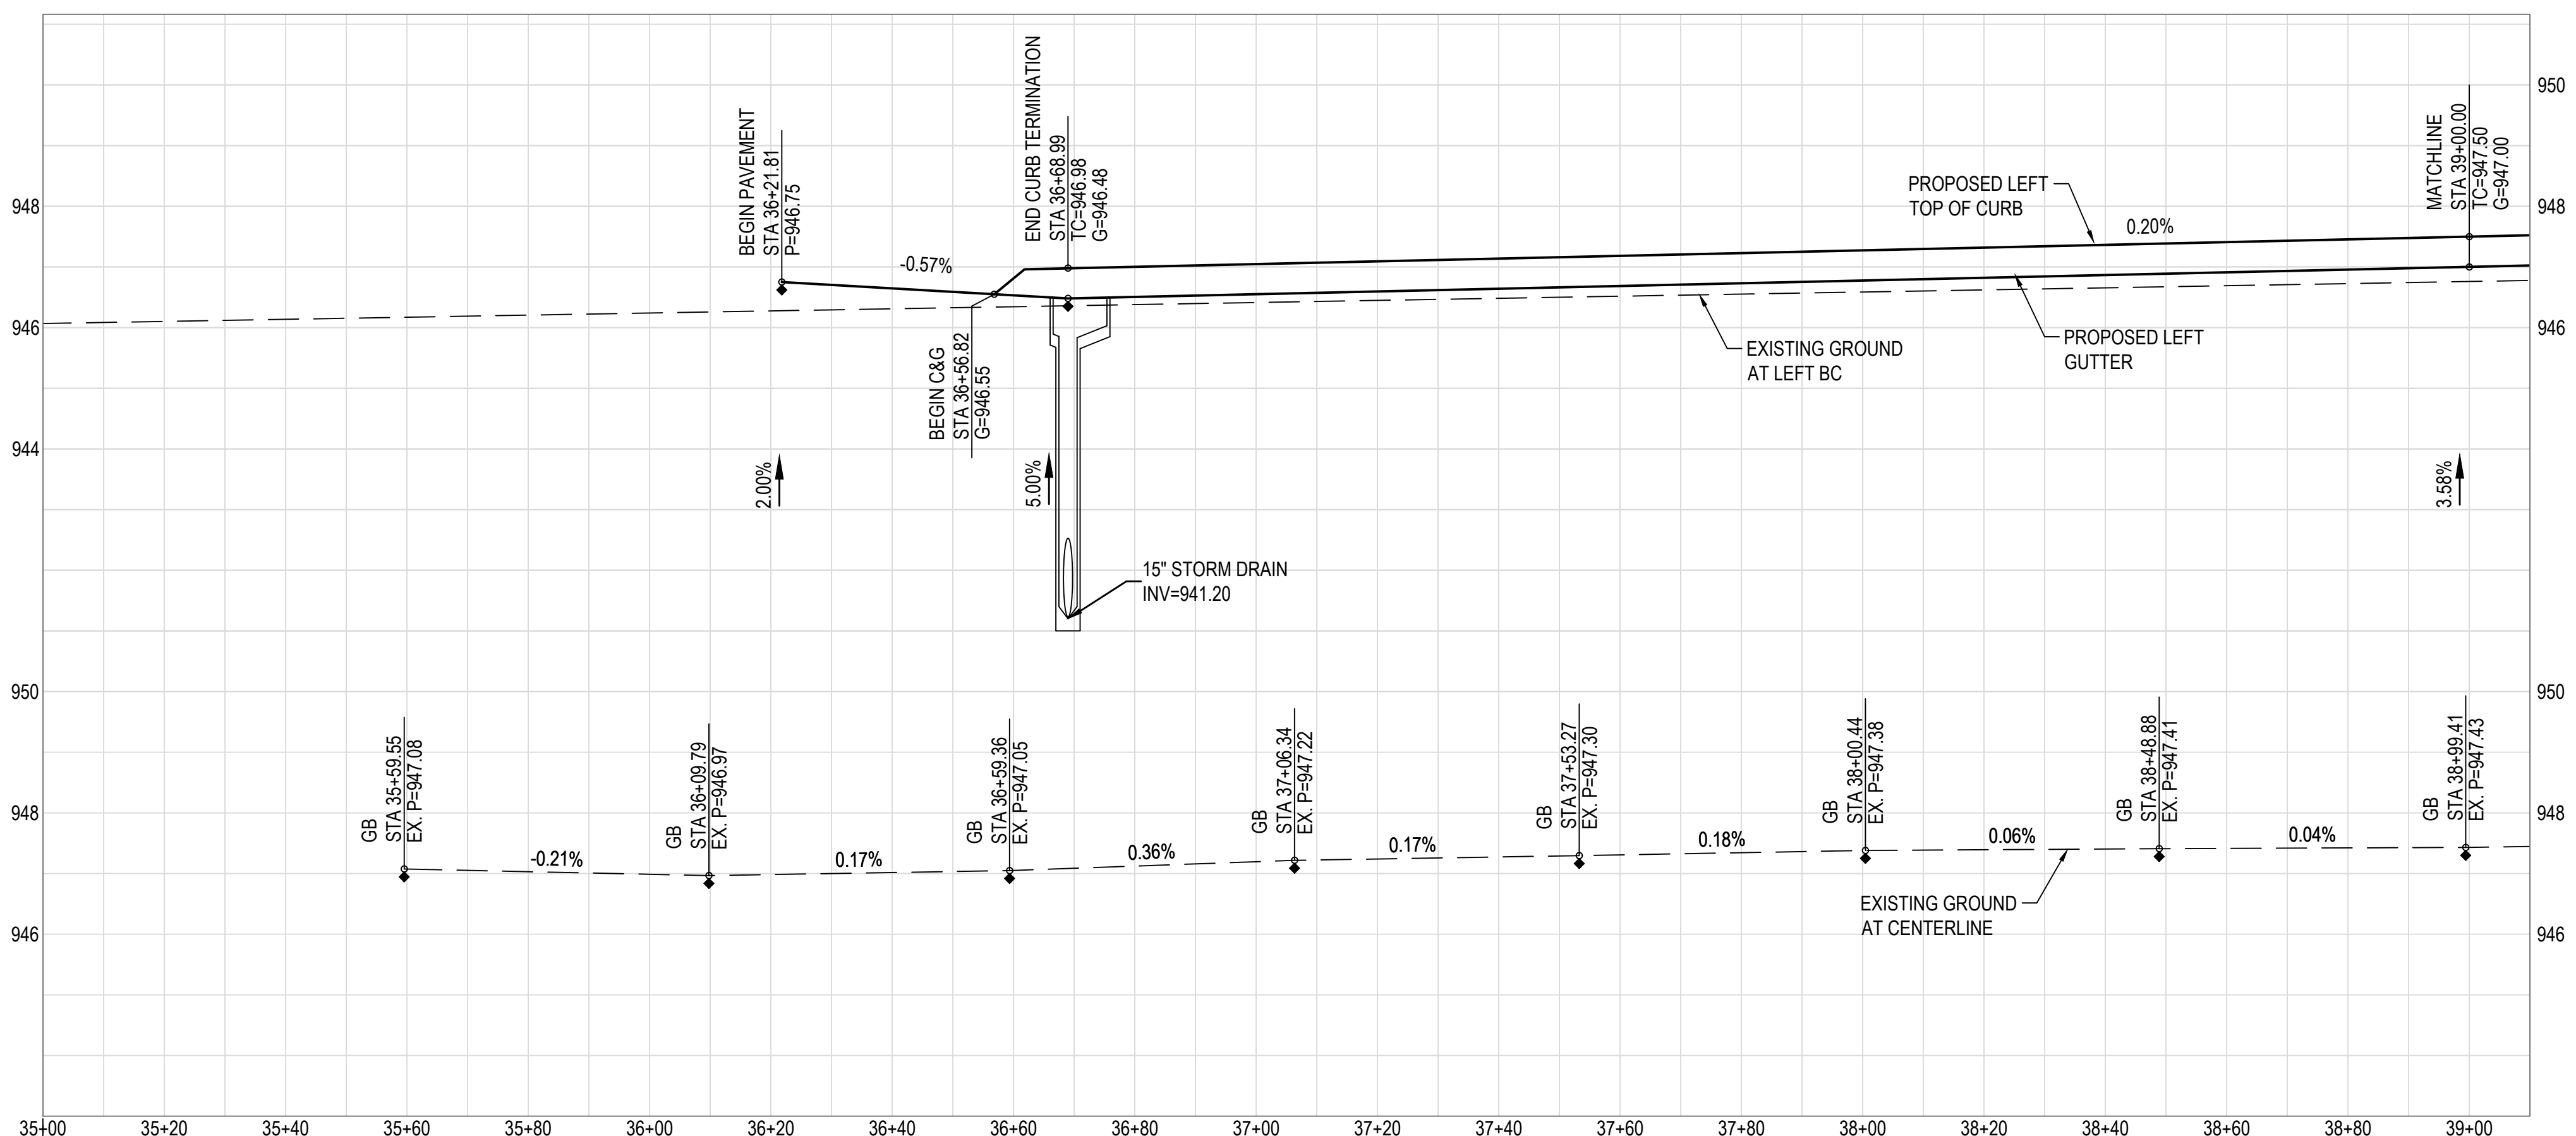 950
950
948
948
946
946
944
BEGIN PAVEMENT
STA 36+21.81
P=946.75
-0.57%
END CURB TERMINATION
STA 36+68.99
TC=946.98
G=946.48
BEGIN C&G
STA 36+56.82
G=946.55
PROPOSED LEFT
TOP OF CURB
0.20%
MATCHLINE
STA 39+00.00
TC=947.50
G=947.00
EXISTING GROUND
AT LEFT BC
PROPOSED LEFT
GUTTER
2.00%
5.00%
3.58%
15" STORM DRAIN
INV=941.20
950
950
948
948
946
946
GB
STA 35+59.55
EX. P=947.08
-0.21%
GB
STA 36+09.79
EX. P=946.97
0.17%
GB
STA 36+59.36
EX. P=947.05
0.36%
GB
STA 37+06.34
EX. P=947.22
0.17%
GB
STA 37+53.27
EX. P=947.30
0.18%
GB
STA 38+00.44
EX. P=947.38
0.06%
GB
STA 38+48.88
EX. P=947.41
0.04%
GB
STA 38+99.41
EX. P=947.43
EXISTING GROUND
AT CENTERLINE
35+00
35+20
35+40
35+60
35+80
36+00
36+20
36+40
36+60
36+80
37+00
37+20
37+40
37+60
37+80
38+00
38+20
38+40
38+60
38+80
39+00